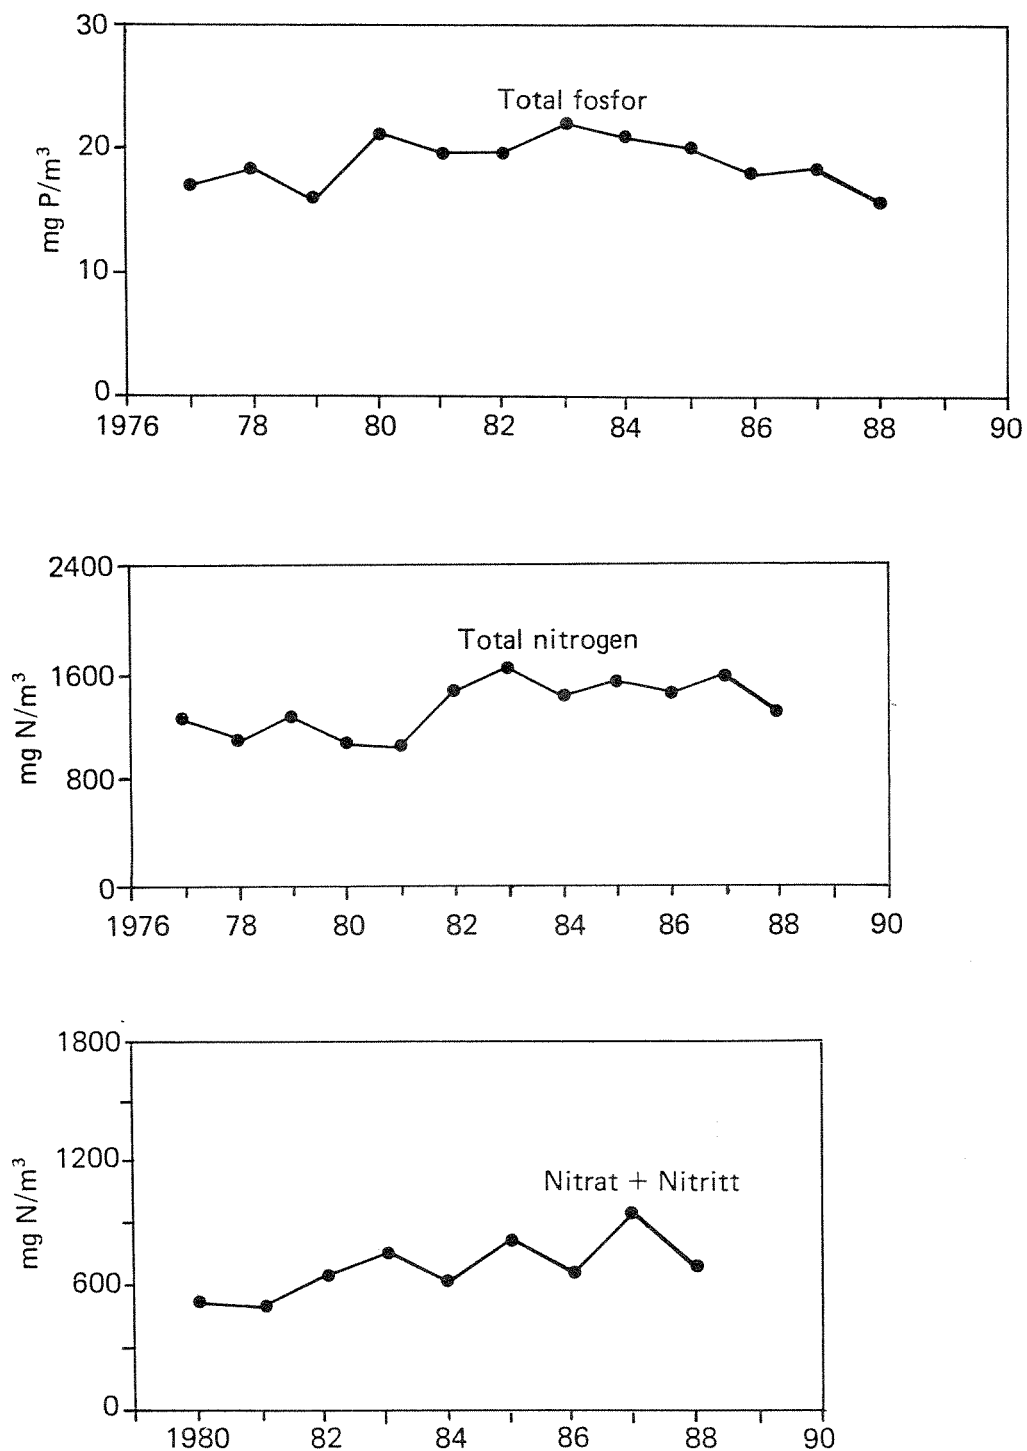 30
Total fosfor
20
mg P/m³
10
0
1976 78 80 82 84 86 88 90
2400
Total nitrogen
1600
mg N/m³
800
0
1976 78 80 82 84 86 88 90
1800
1200
Nitrat + Nitritt
mg N/m³
600
0
1980 82 84 86 88 90